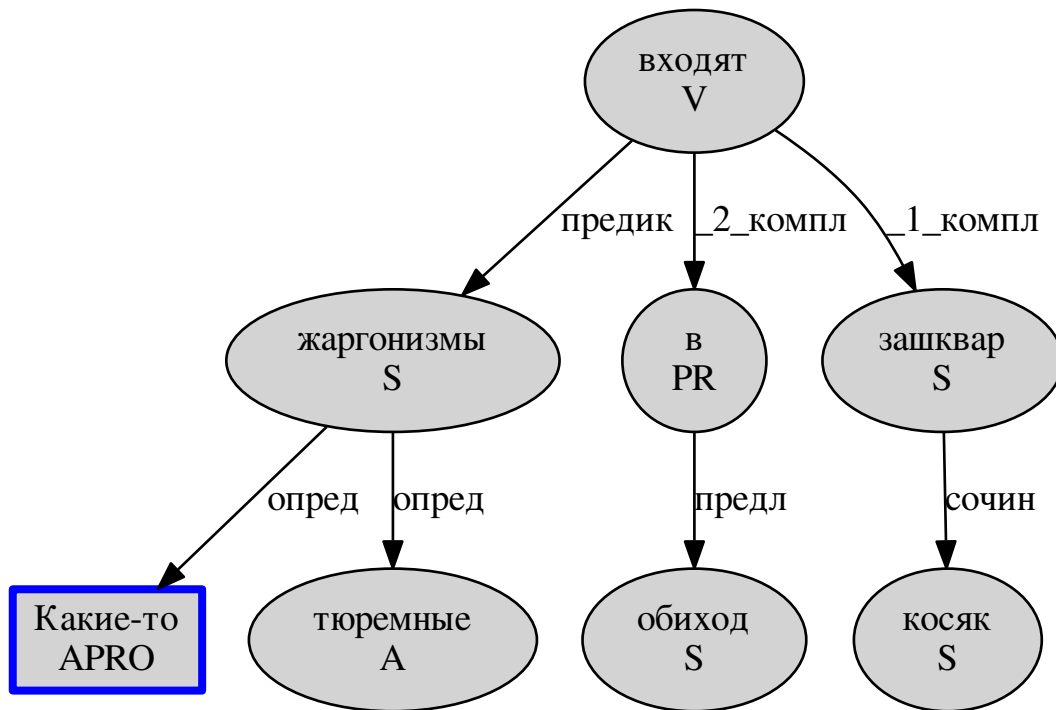 входят
V
предик
_2_компл
_1_компл
жаргонизмы
S
в
PR
зашквар
S
опред
опред
предл
сочин
Какие-то
APRO
тюремные
A
обиход
S
косяк
S